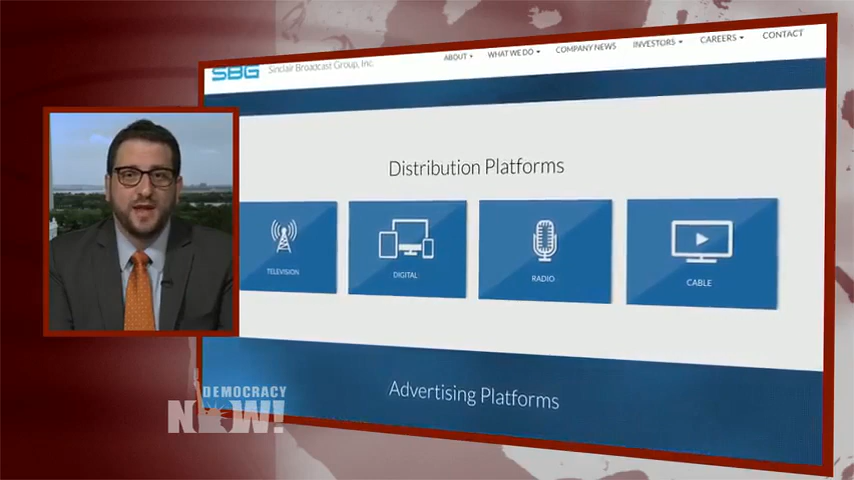 SBG
Sinclair Broadcast Group, Inc.
ABOUT
WHAT WE DO
COMPANY NEWS
INVESTORS
CAREERS
CONTACT
Distribution Platforms
TELEVISION
DIGITAL
RADIO
CABLE
Advertising Platforms
DEMOCRACY
NOW!